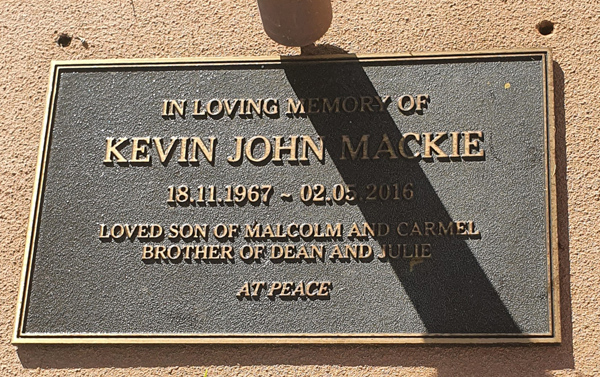 IN LOVING MEMORY OF
KEVIN JOHN MACKIE
18.11.1967 ~ 02.05.2016
LOVED SON OF MALCOLM AND CARMEL
BROTHER OF DEAN AND JULIE
AT PEACE